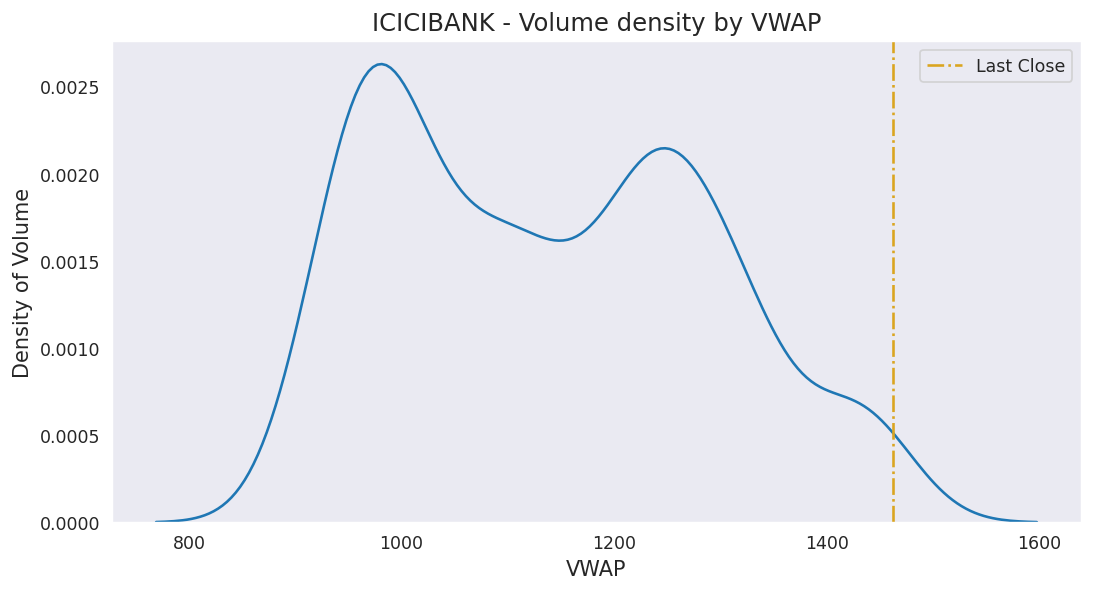 ICICIBANK - Volume density by VWAP
Last Close
Density of Volume
0.0025
0.0020
0.0015
0.0010
0.0005
0.0000
800 1000 1200 1400 1600
VWAP